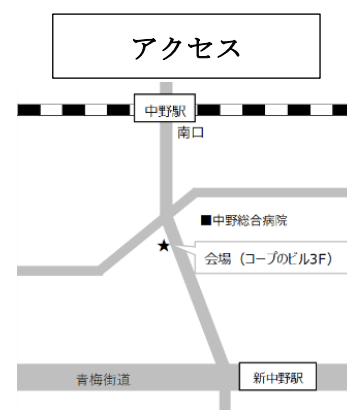 アクセス
中野駅
南口
■中野総合病院
★
会場（コープのビル3F）
青梅街道
新中野駅